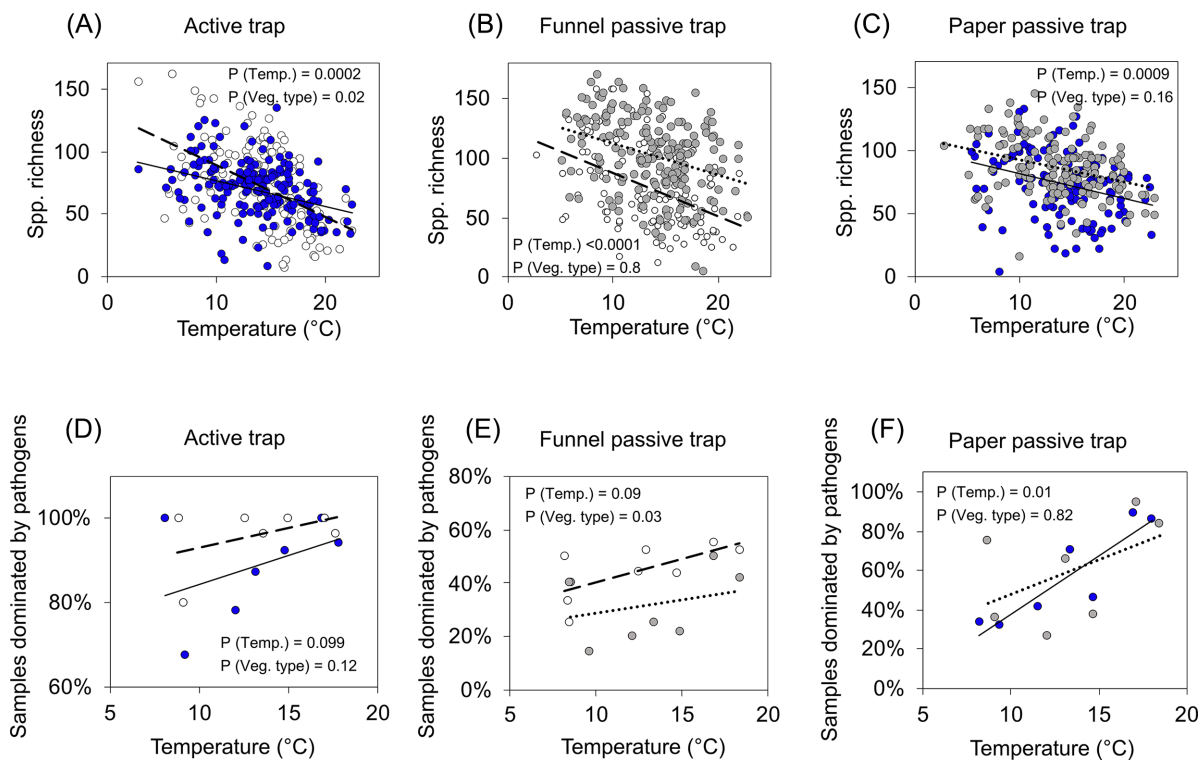 (A)
Active trap
P (Temp.) = 0.0002
P (Veg. type) = 0.02
150
100
50
0
Spp. richness
0
10
20
Temperature (°C)
(B)
Funnel passive trap
150
100
50
0
Spp. richness
P (Temp.) <0.0001
P (Veg. type) = 0.8
0
10
20
Temperature (°C)
(C)
Paper passive trap
P (Temp.) = 0.0009
P (Veg. type) = 0.16
150
100
50
0
Spp. richness
0
10
20
Temperature (°C)
(D)
Active trap
100%
80%
60%
Samples dominated by pathogens
P (Temp.) = 0.099
P (Veg. type) = 0.12
5
10
15
20
Temperature (°C)
(E)
Funnel passive trap
P (Temp.) = 0.09
P (Veg. type) = 0.03
80%
60%
40%
20%
0%
Samples dominated by pathogens
5
10
15
20
Temperature (°C)
(F)
Paper passive trap
P (Temp.) = 0.01
P (Veg. type) = 0.82
100%
80%
60%
40%
20%
0%
Samples dominated by pathogens
5
10
15
20
Temperature (°C)